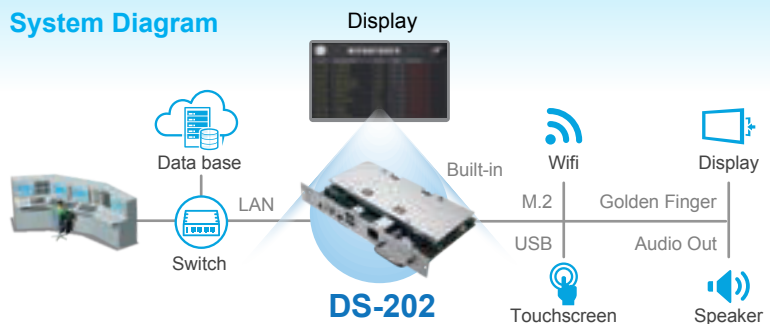 System Diagram
Display
Data base
Built-in
Wifi
Display
LAN
M.2
Golden Finger
USB
Audio Out
Switch
DS-202
Touchscreen
Speaker